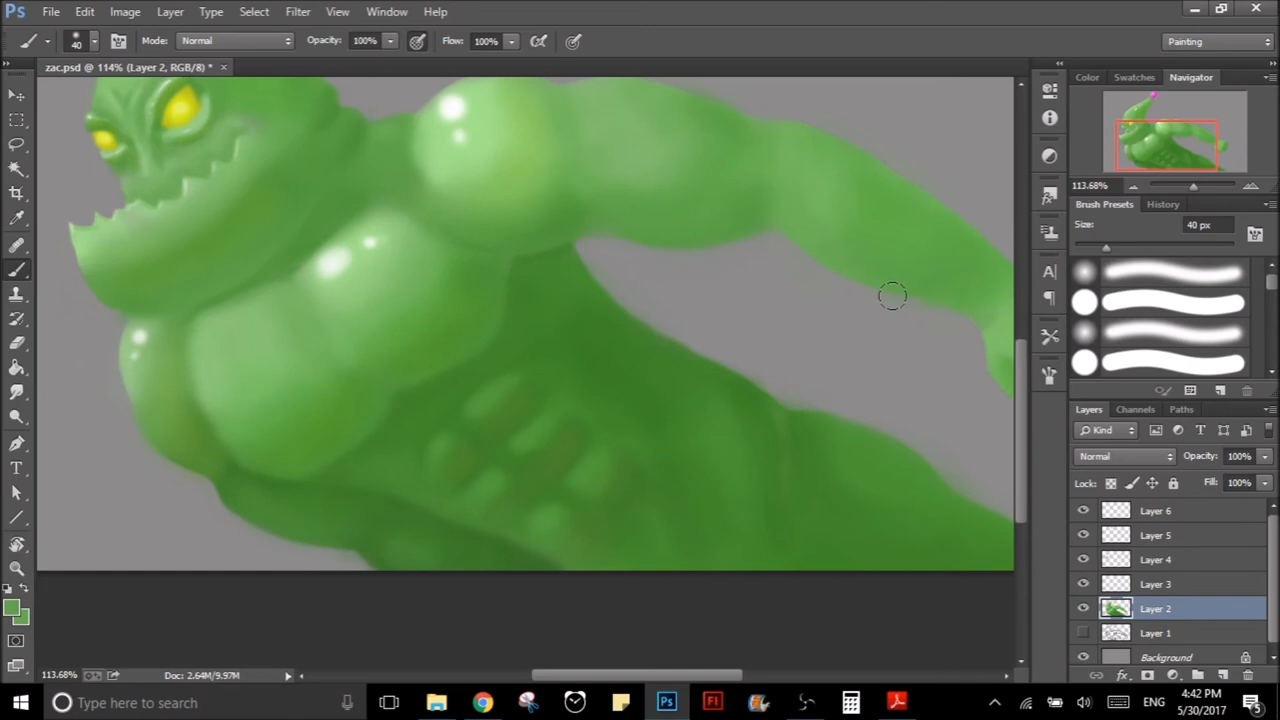 Ps File Edit Image Layer Type Select Filter View Window Help
40 Mode: Normal Opacity: 100% Flow: 100% Painting
zac.psd @ 114% (Layer 2, RGB/8) * ×
Color Swatches Navigator
113.68%
Brush Presets History
Size: 40 px
Layers Channels Paths
Kind
Normal Opacity: 100%
Lock: Fill: 100%
Layer 6
Layer 5
Layer 4
Layer 3
Layer 2
Layer 1
Background
113.68% Doc: 2.64M/9.97M
Type here to search
ENG
4:42 PM
5/30/2017
5